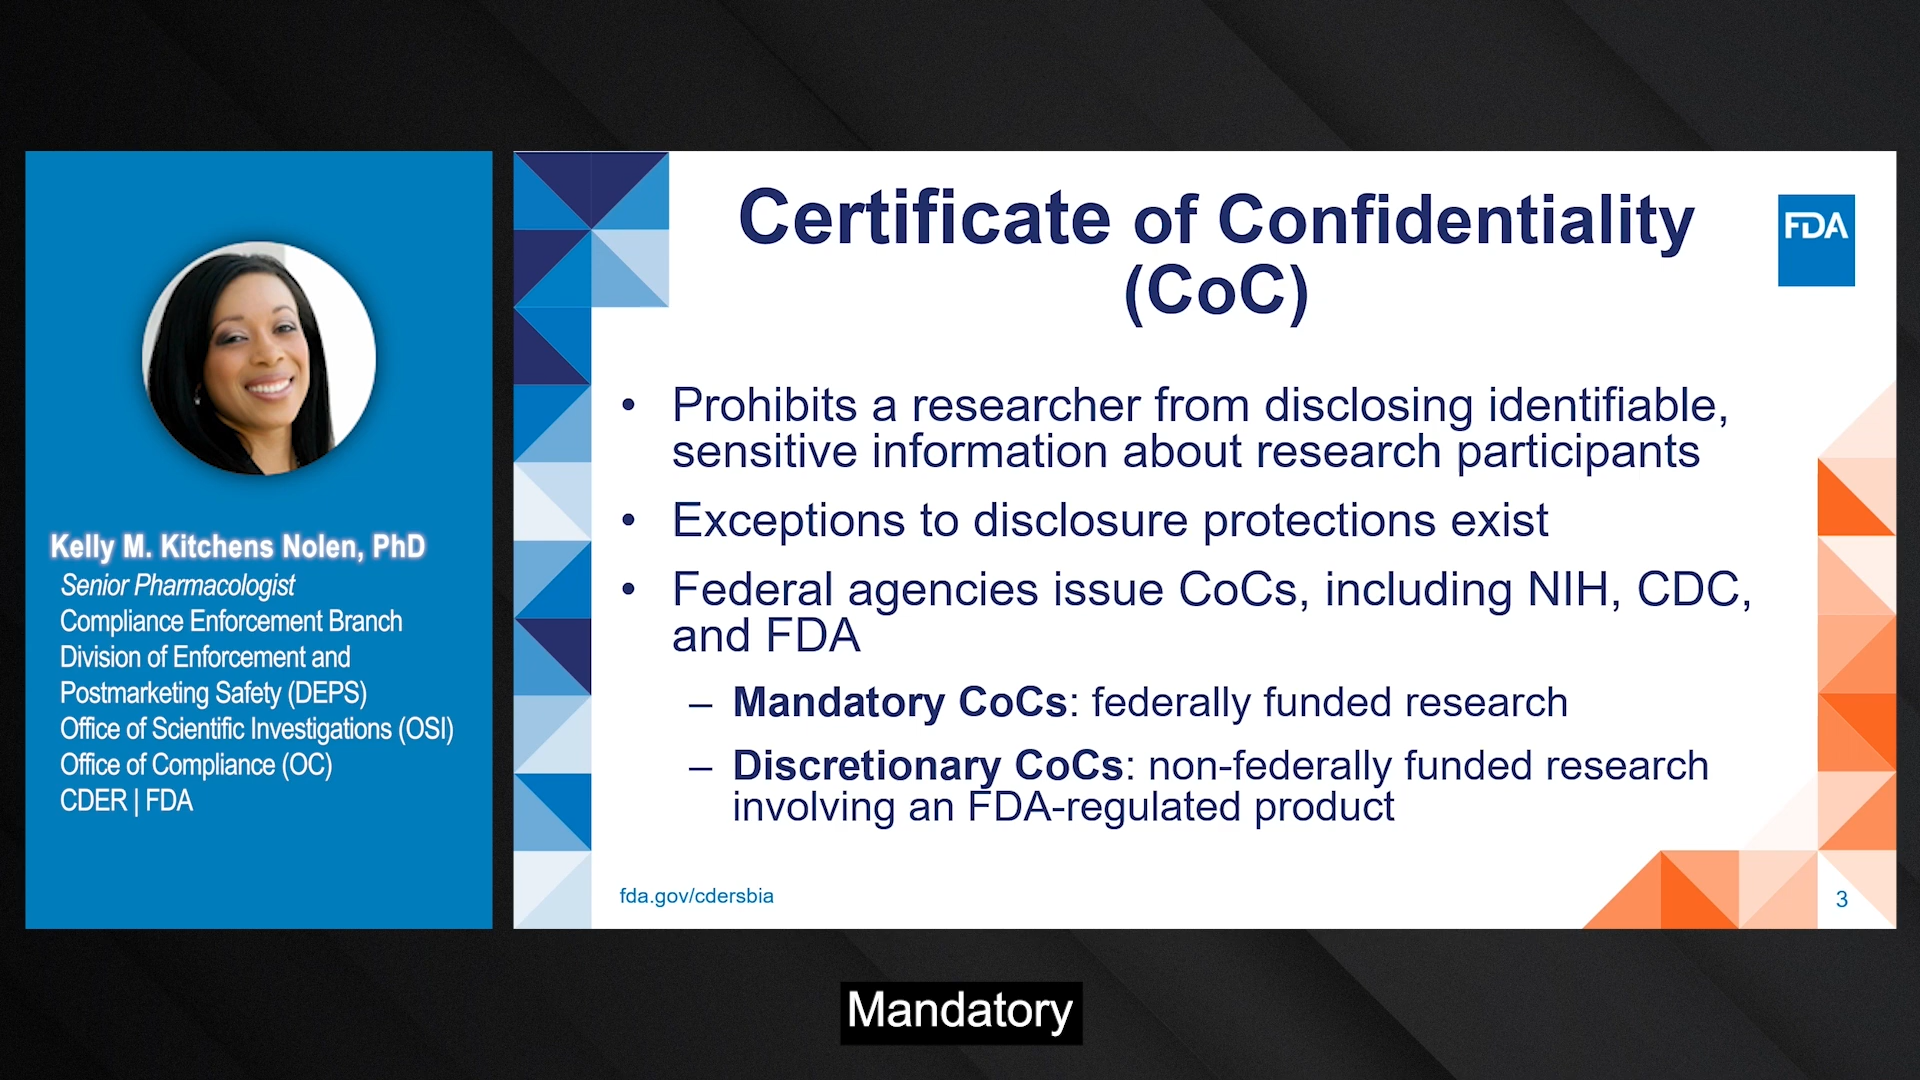 Kelly M. Kitchens Nolen, PhD
Senior Pharmacologist
Compliance Enforcement Branch
Division of Enforcement and
Postmarketing Safety (DEPS)
Office of Scientific Investigations (OSI)
Office of Compliance (OC)
CDER | FDA
Certificate of Confidentiality
(CoC)
FDA
• Prohibits a researcher from disclosing identifiable,
sensitive information about research participants
• Exceptions to disclosure protections exist
• Federal agencies issue CoCs, including NIH, CDC,
and FDA
– Mandatory CoCs: federally funded research
– Discretionary CoCs: non-federally funded research
involving an FDA-regulated product
fda.gov/cdersbia
3
Mandatory